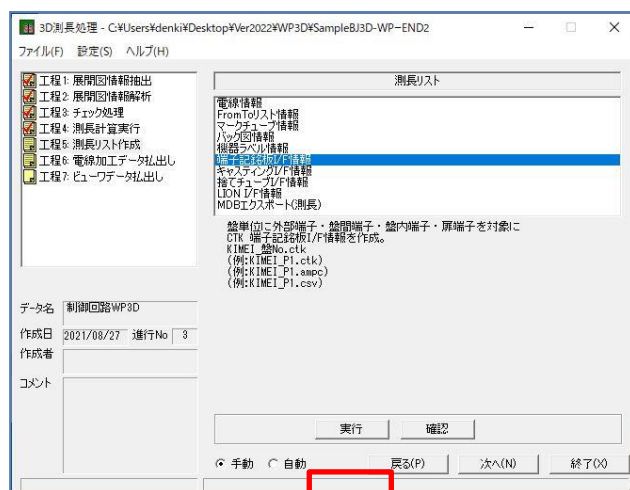 3D測長処理 - C:¥Users¥denki¥Desktop¥Ver2022¥WP3D¥SampleBJ3D-WP-END2
ファイル(F) 設定(S) ヘルプ(H)
工程1: 展開図情報抽出
工程2: 展開図情報解析
工程3: チェック処理
工程4: 測長計算実行
工程5: 測長リスト作成
工程6: 電線加工データ払出し
工程7: ビューワデータ払出し
測長リスト
電線情報
FromToリスト情報
マークチューブ情報
バック図情報
機器ラベル情報
端子記銘板I/F情報
キャスティングI/F情報
捨てチューブI/F情報
LION I/F情報
MDBエクスポート(測長)
盤単位に外部端子・盤間端子・盤内端子・扉端子を対象に
CTK 端子記銘板I/F情報を作成。
KIMEI_盤No.ctk
(例:KIMEI_P1.ctk)
(例:KIMEI_P1.ampc)
(例:KIMEI_P1.csv)
データ名 制御回路WP3D
作成日 2021/08/27 進行No 3
作成者
コメント
実行 確認
手動 自動 戻る(P) 次へ(N) 終了(X)